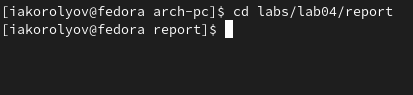 [iakorolyov@fedora arch-pc]$ cd labs/lab04/report
[iakorolyov@fedora report]$